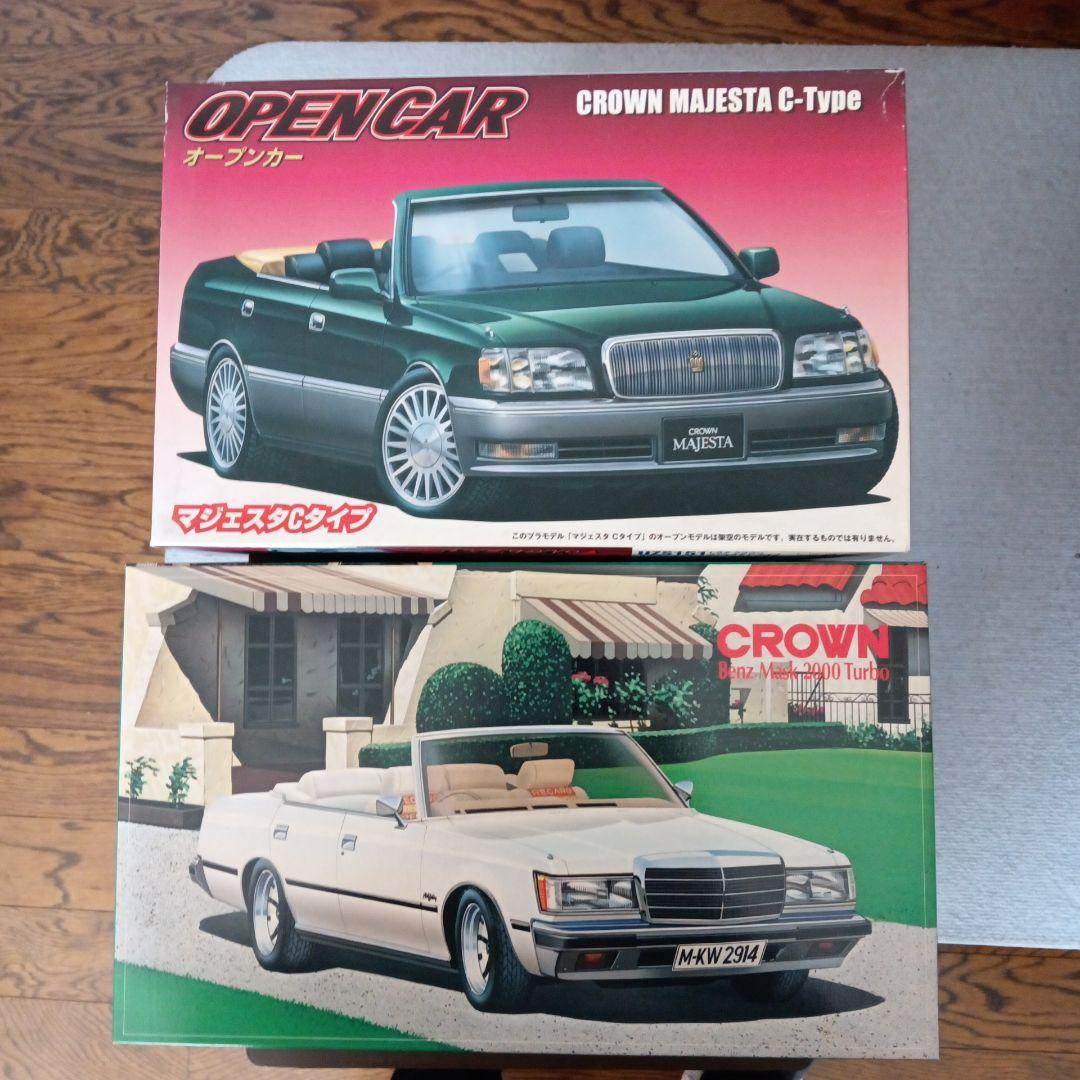 OPEN CAR
オープンカー
CROWN MAJESTA C-Type
CROWN
MAJESTA
マジェスタCタイプ
このプラモデル「マジェスタ Cタイプ」のオープンモデルは架空のモデルです。実在するものでは有りません。
CROWN
Benz Mask 2000 Turbo
RECARO
M-KW 2914